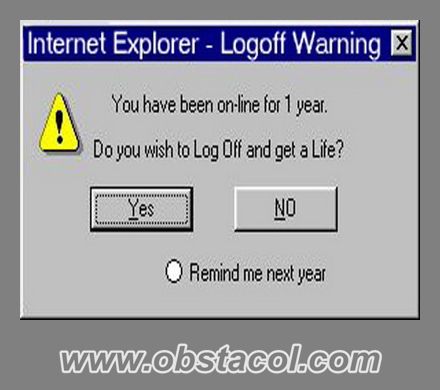 Internet Explorer - Logoff Warning
You have been on-line for 1 year.
Do you wish to Log Off and get a Life?
Yes NO
Remind me next year
www.obstacol.com